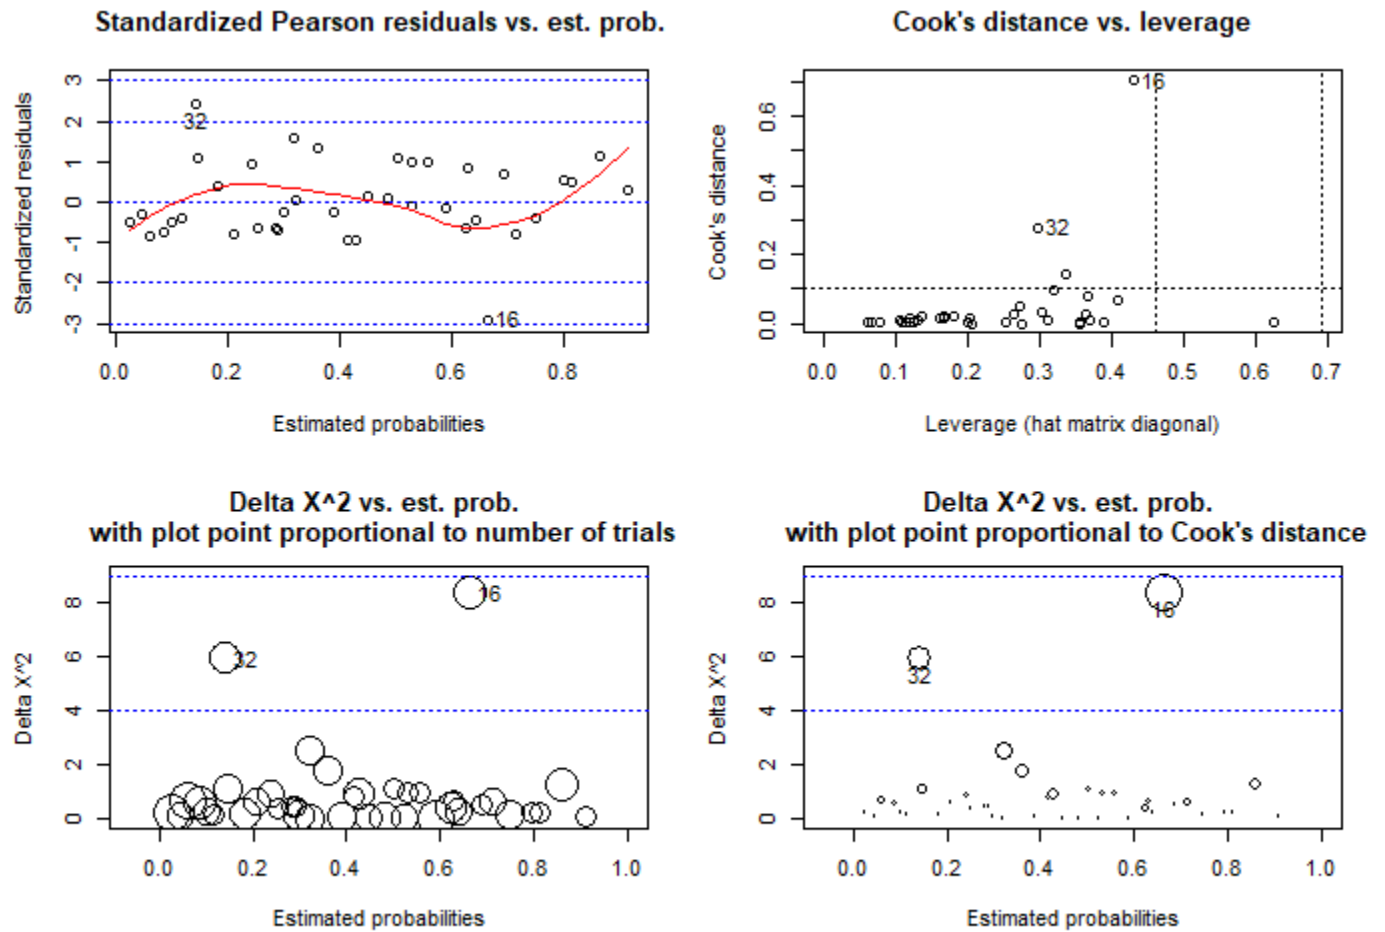 Standardized Pearson residuals vs. est. prob.
Standardized residuals
3
2
1
0
-1
-2
-3
32
16
0.0 0.2 0.4 0.6 0.8
Estimated probabilities
Cook's distance vs. leverage
Cook's distance
0.6
0.4
0.2
0.0
16
32
0.0 0.1 0.2 0.3 0.4 0.5 0.6 0.7
Leverage (hat matrix diagonal)
Delta X^2 vs. est. prob.
with plot point proportional to number of trials
Delta X^2
8
6
4
2
0
16
32
0.0 0.2 0.4 0.6 0.8 1.0
Estimated probabilities
Delta X^2 vs. est. prob.
with plot point proportional to Cook's distance
Delta X^2
8
6
4
2
0
16
32
0.0 0.2 0.4 0.6 0.8 1.0
Estimated probabilities